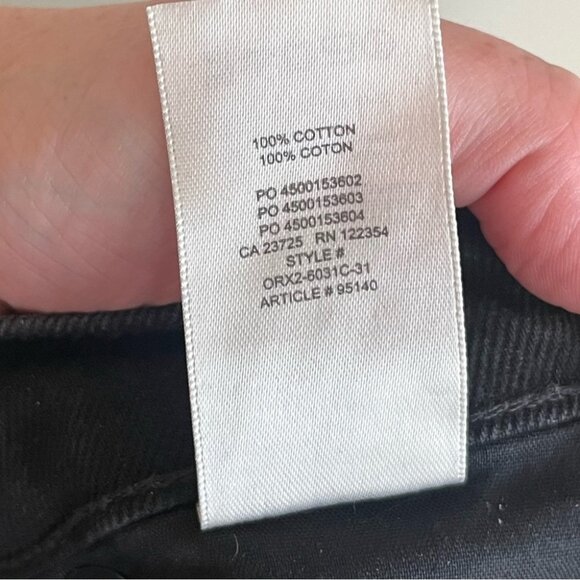 100% COTTON
100% COTON
PO 4500153602
PO 4500153603
PO 4500153604
CA 23725 RN 122354
STYLE #
ORX2-6031C-31
ARTICLE # 95140